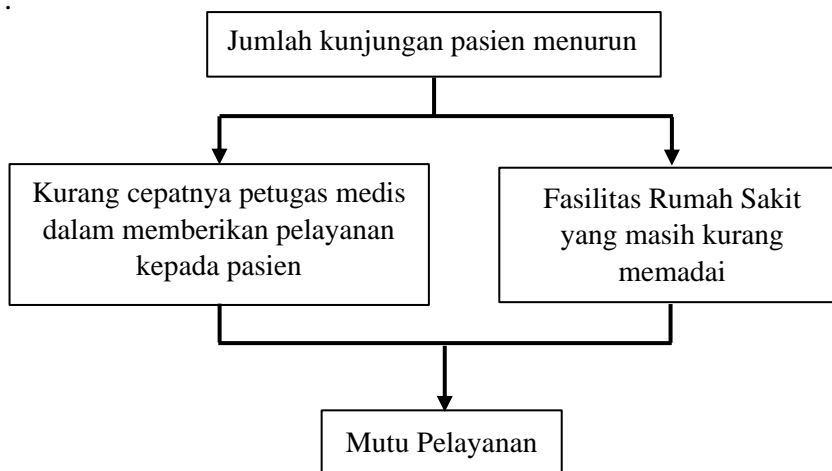 .
Jumlah kunjungan pasien menurun
Kurang cepatnya petugas medis
dalam memberikan pelayanan
kepada pasien
Fasilitas Rumah Sakit
yang masih kurang
memadai
Mutu Pelayanan